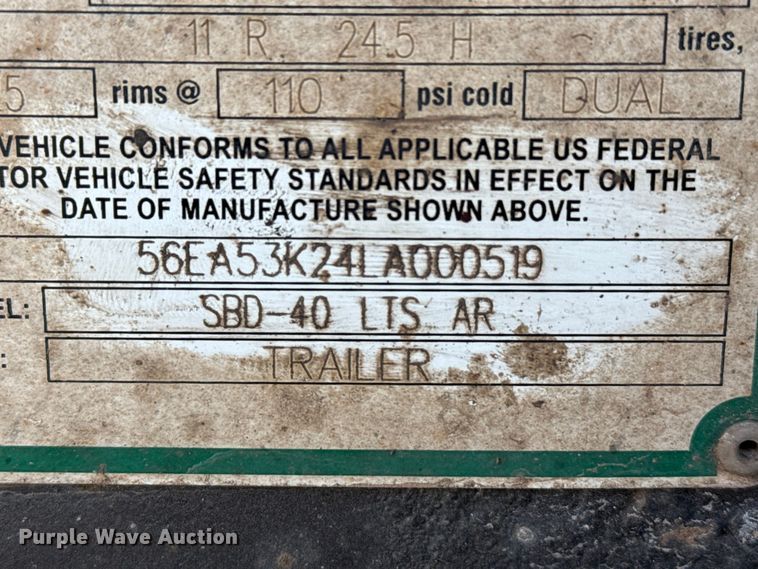 11 R 24.5 H tires,
5 rims @ 110 psi cold DUAL
VEHICLE CONFORMS TO ALL APPLICABLE US FEDERAL
TOR VEHICLE SAFETY STANDARDS IN EFFECT ON THE
DATE OF MANUFACTURE SHOWN ABOVE.
56EA53K24LA000519
EL: SBD-40 LTS AR
: TRAILER
Purple Wave Auction